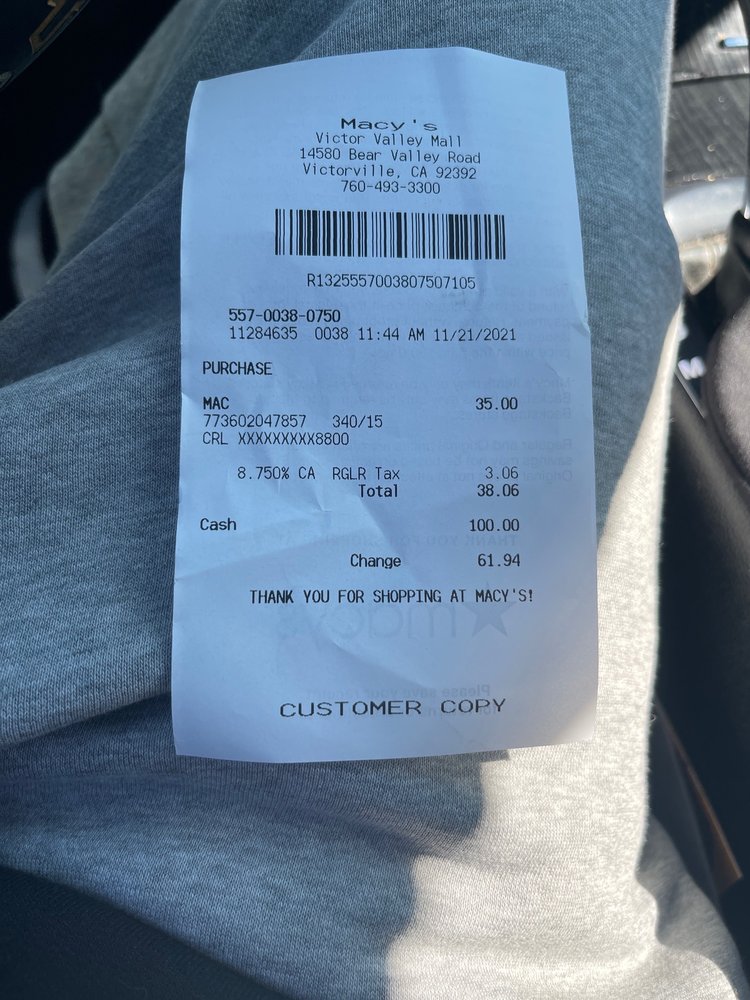 Macy's
Victor Valley Mall
14580 Bear Valley Road
Victorville, CA 92392
760-493-3300
R1325557003807507105
557-0038-0750
11284635 0038 11:44 AM 11/21/2021
PURCHASE
MAC 35.00
773602047857 340/15
CRL XXXXXXXXX8800
8.750% CA RGLR Tax 3.06
Total 38.06
Cash 100.00
Change 61.94
THANK YOU FOR SHOPPING AT MACY'S!
CUSTOMER COPY